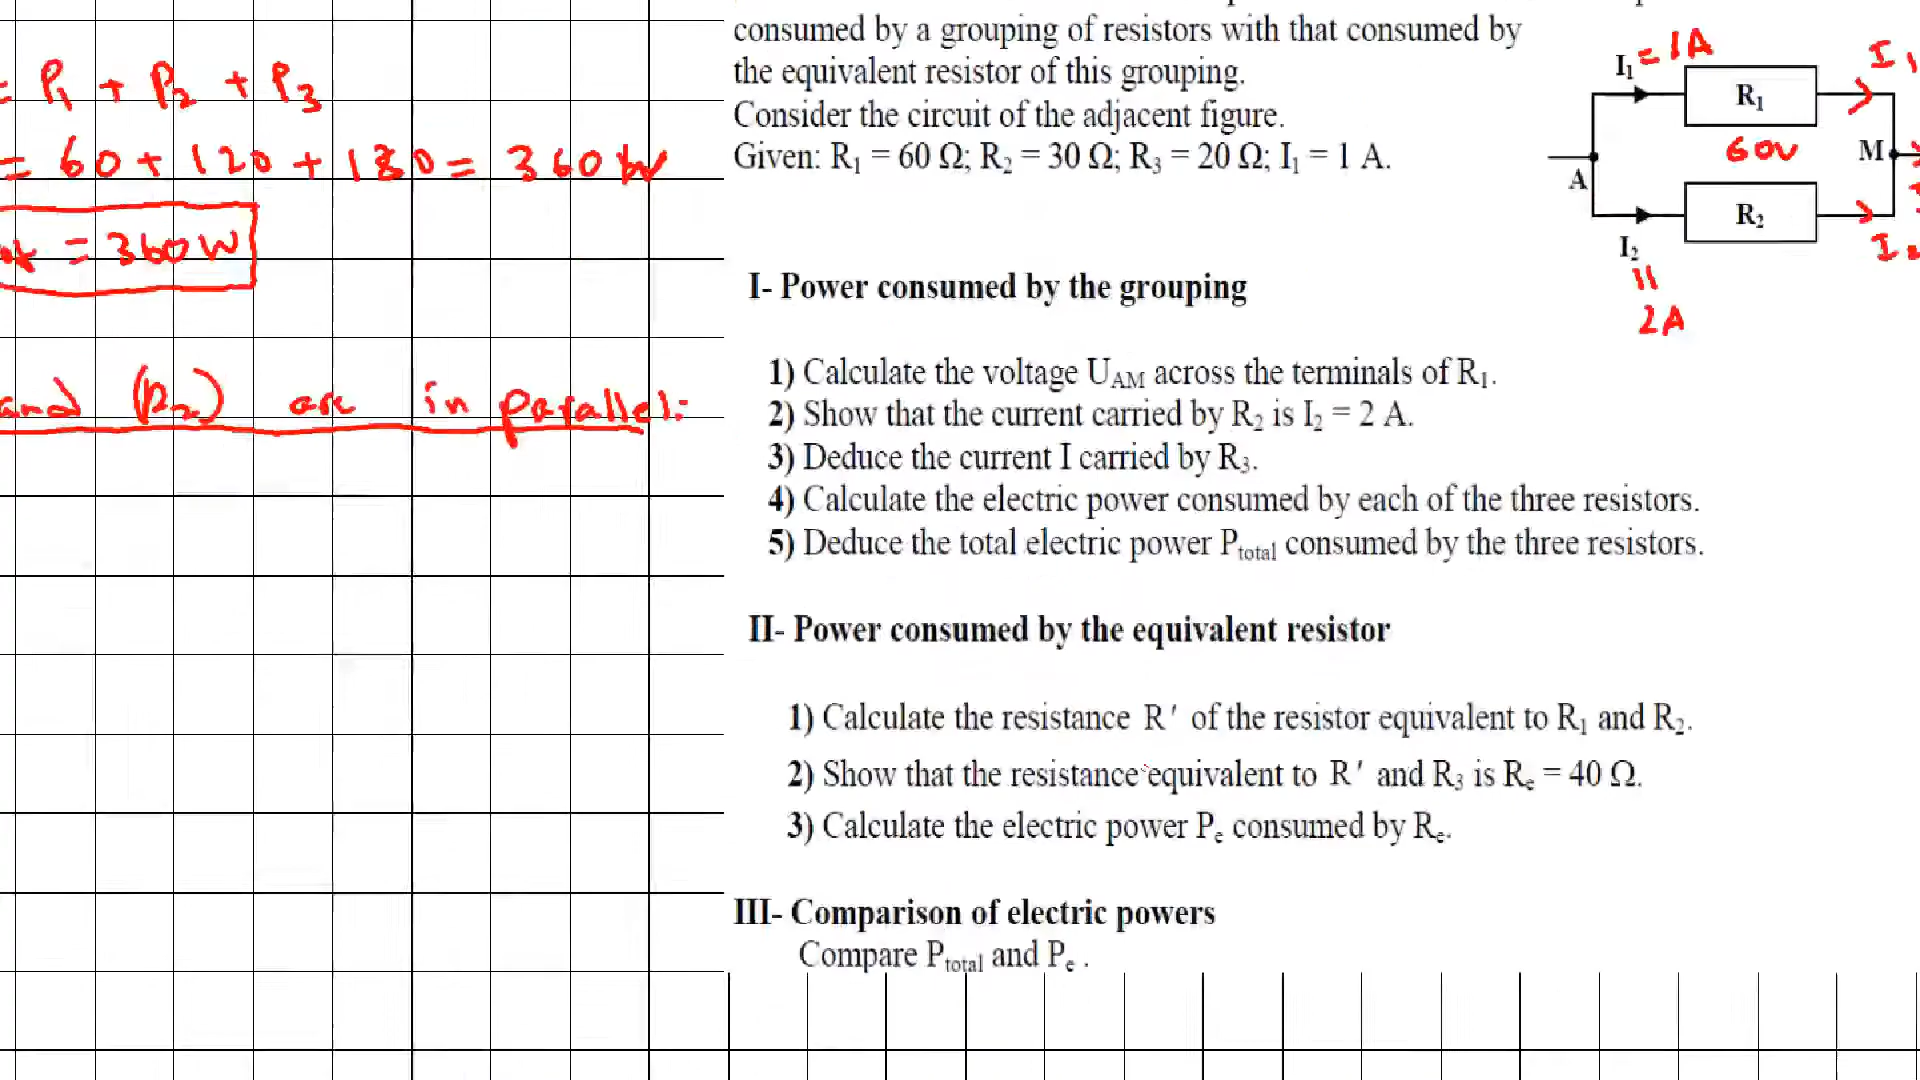 = P1 + P2 + P3
= 60 + 120 + 180 = 360 W
= 360 W
and (R2) are in parallel:
consumed by a grouping of resistors with that consumed by
the equivalent resistor of this grouping.
Consider the circuit of the adjacent figure.
Given: R1 = 60 Ω; R2 = 30 Ω; R3 = 20 Ω; I1 = 1 A.
I1 = 1A
I1
R1
60V
M
A
R2
I2
II
2A
I- Power consumed by the grouping
1) Calculate the voltage UAM across the terminals of R1.
2) Show that the current carried by R2 is I2 = 2 A.
3) Deduce the current I carried by R3.
4) Calculate the electric power consumed by each of the three resistors.
5) Deduce the total electric power Ptotal consumed by the three resistors.
II- Power consumed by the equivalent resistor
1) Calculate the resistance R′ of the resistor equivalent to R1 and R2.
2) Show that the resistance equivalent to R′ and R3 is Re = 40 Ω.
3) Calculate the electric power Pe consumed by Re.
III- Comparison of electric powers
Compare Ptotal and Pe .